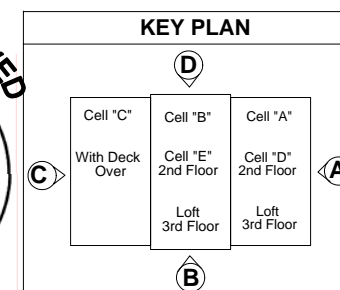 KEY PLAN
D
Cell "C"
With Deck
Over
Cell "B"
Cell "E"
2nd Floor
Loft
3rd Floor
Cell "A"
Cell "D"
2nd Floor
Loft
3rd Floor
C
A
B